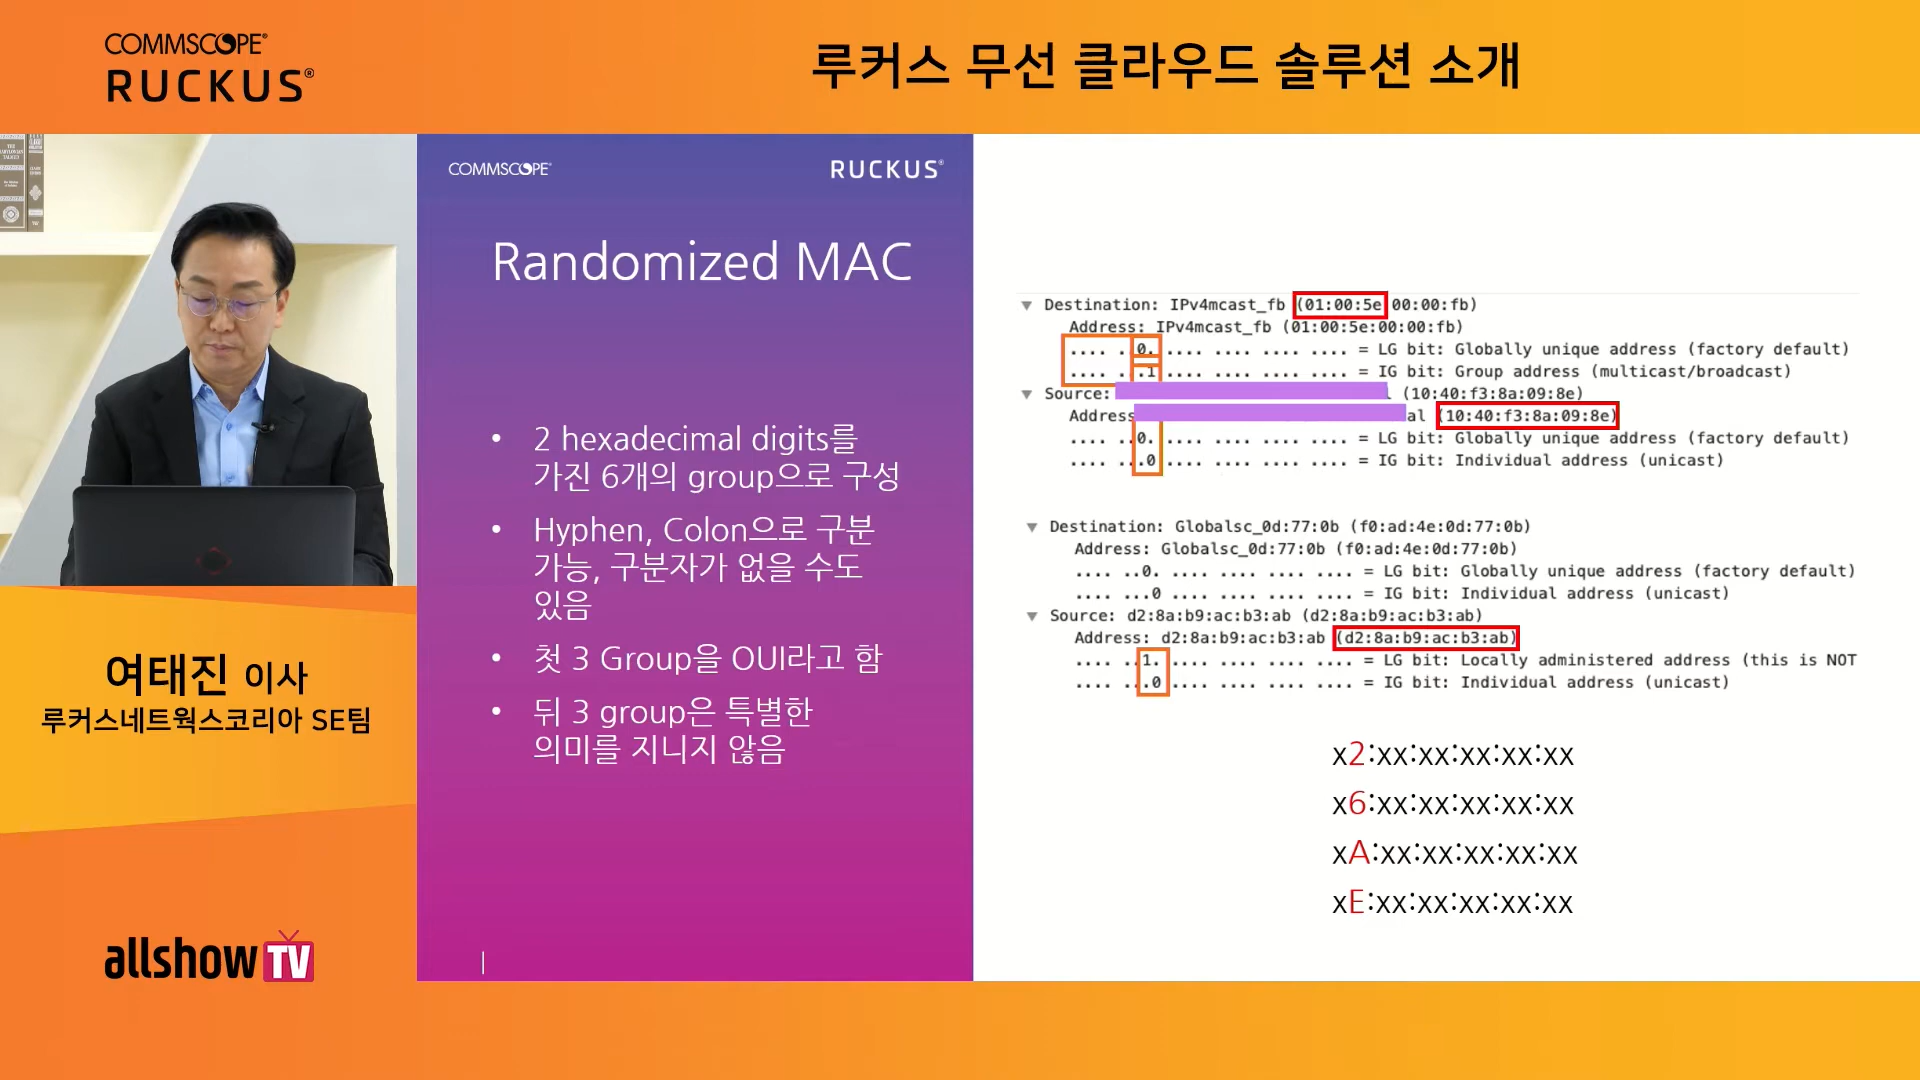 COMMSCOPE®
RUCKUS®
루커스 무선 클라우드 솔루션 소개
COMMSCOPE®
RUCKUS®
Randomized MAC
• 2 hexadecimal digits를
가진 6개의 group으로 구성
• Hyphen, Colon으로 구분
가능, 구분자가 없을 수도
있음
• 첫 3 Group을 OUI라고 함
• 뒤 3 group은 특별한
의미를 지니지 않음
Destination: IPv4mcast_fb (01:00:5e 00:00:fb)
Address: IPv4mcast_fb (01:00:5e:00:00:fb)
.... ..0. .... .... .... .... = LG bit: Globally unique address (factory default)
.... ...1 .... .... .... .... = IG bit: Group address (multicast/broadcast)
Source: (10:40:f3:8a:09:8e)
Address al (10:40:f3:8a:09:8e)
.... ..0. .... .... .... .... = LG bit: Globally unique address (factory default)
.... ...0 .... .... .... .... = IG bit: Individual address (unicast)
Destination: Globalsc_0d:77:0b (f0:ad:4e:0d:77:0b)
Address: Globalsc_0d:77:0b (f0:ad:4e:0d:77:0b)
.... ..0. .... .... .... .... = LG bit: Globally unique address (factory default)
.... ...0 .... .... .... .... = IG bit: Individual address (unicast)
Source: d2:8a:b9:ac:b3:ab (d2:8a:b9:ac:b3:ab)
Address: d2:8a:b9:ac:b3:ab (d2:8a:b9:ac:b3:ab)
.... ..1. .... .... .... .... = LG bit: Locally administered address (this is NOT
.... ...0 .... .... .... .... = IG bit: Individual address (unicast)
x2:xx:xx:xx:xx:xx
x6:xx:xx:xx:xx:xx
xA:xx:xx:xx:xx:xx
xE:xx:xx:xx:xx:xx
여태진 이사
루커스네트웍스코리아 SE팀
allshow TV